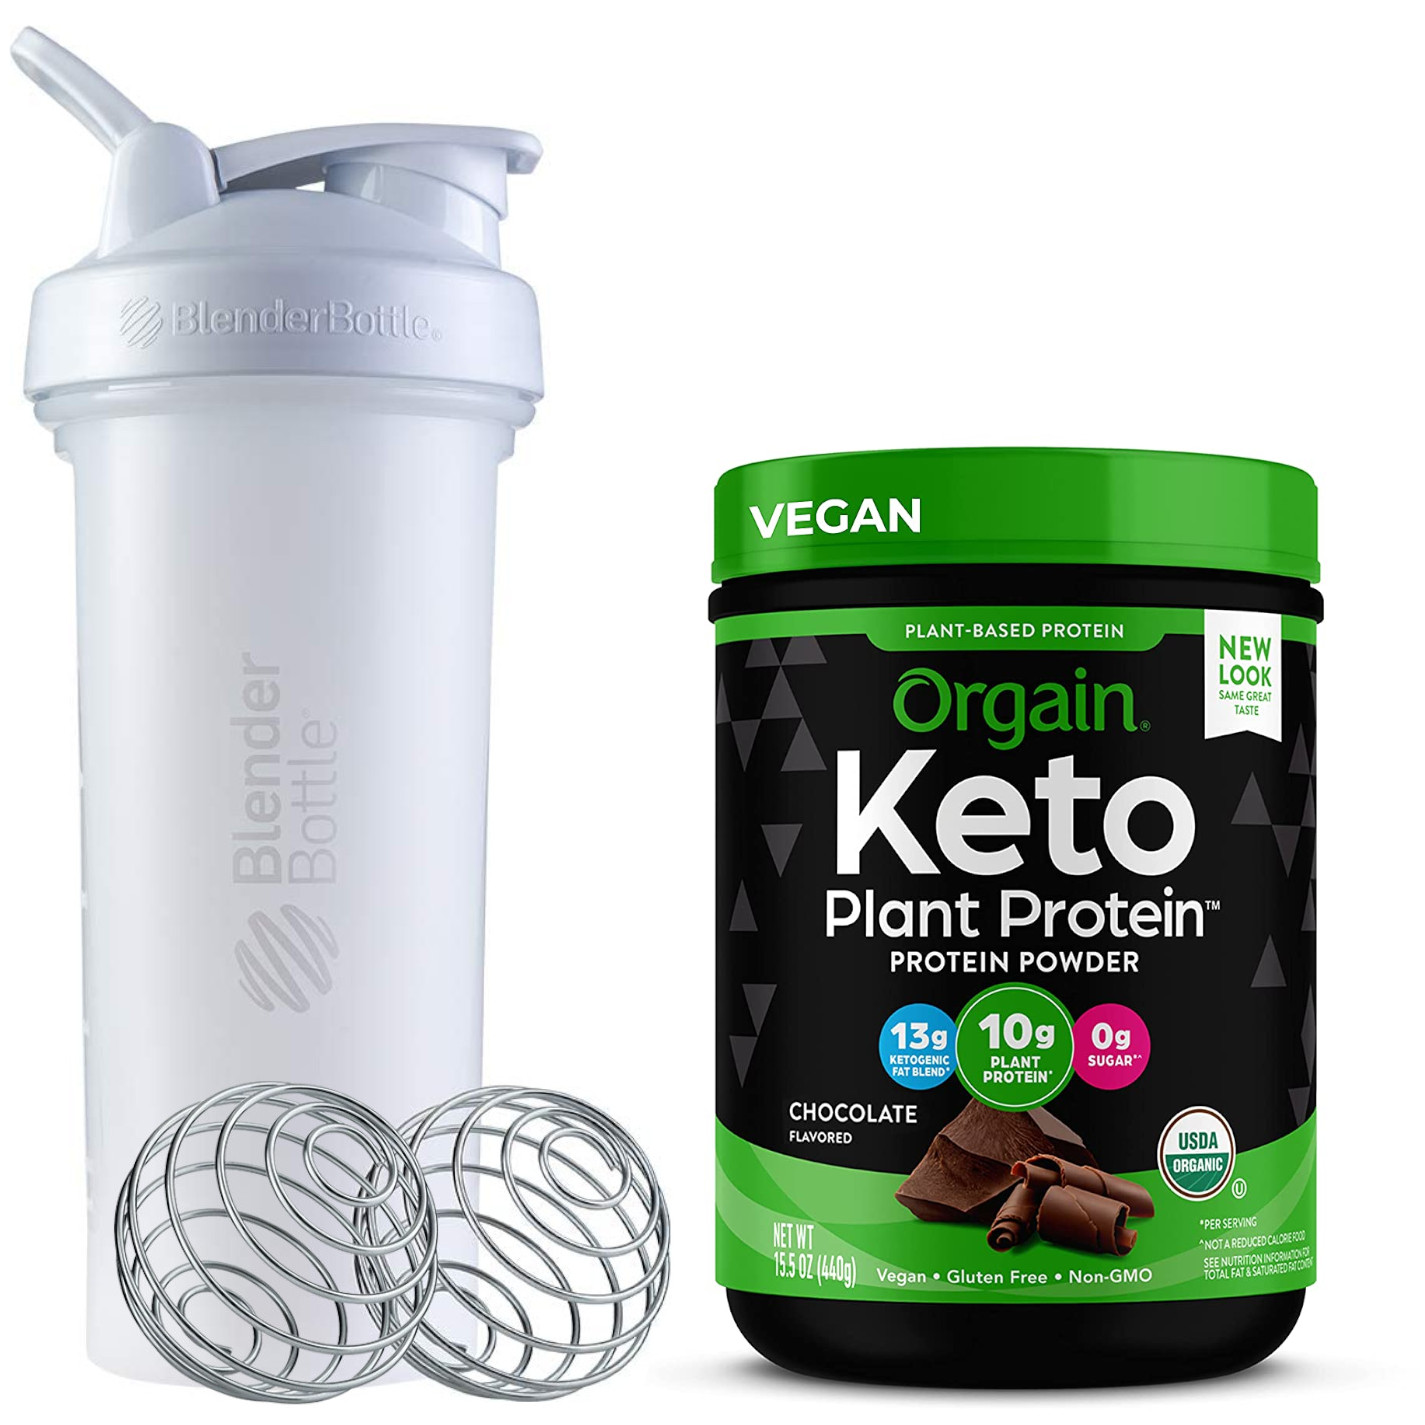 BlenderBottle®
Blender
Bottle™
VEGAN
PLANT-BASED PROTEIN
NEW
LOOK
SAME GREAT
TASTE
Orgain®
Keto
Plant Protein™
PROTEIN POWDER
13g
KETOGENIC
FAT BLEND*
10g
PLANT
PROTEIN*
0g
SUGAR*^
CHOCOLATE
FLAVORED
USDA
ORGANIC
U
*PER SERVING
^NOT A REDUCED CALORIE FOOD
SEE NUTRITION INFORMATION FOR
TOTAL FAT & SATURATED FAT CONTENT
NET WT
15.5 OZ (440g)
Vegan • Gluten Free • Non-GMO